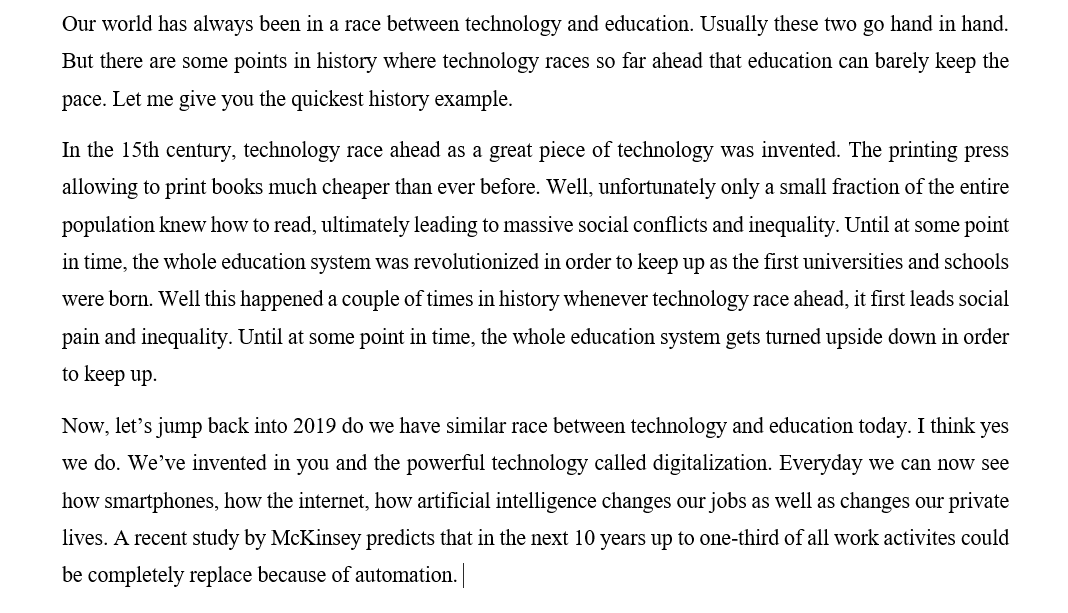 Our world has always been in a race between technology and education. Usually these two go hand in hand.
But there are some points in history where technology races so far ahead that education can barely keep the
pace. Let me give you the quickest history example.
In the 15th century, technology race ahead as a great piece of technology was invented. The printing press
allowing to print books much cheaper than ever before. Well, unfortunately only a small fraction of the entire
population knew how to read, ultimately leading to massive social conflicts and inequality. Until at some point
in time, the whole education system was revolutionized in order to keep up as the first universities and schools
were born. Well this happened a couple of times in history whenever technology race ahead, it first leads social
pain and inequality. Until at some point in time, the whole education system gets turned upside down in order
to keep up.
Now, let’s jump back into 2019 do we have similar race between technology and education today. I think yes
we do. We’ve invented in you and the powerful technology called digitalization. Everyday we can now see
how smartphones, how the internet, how artificial intelligence changes our jobs as well as changes our private
lives. A recent study by McKinsey predicts that in the next 10 years up to one-third of all work activites could
be completely replace because of automation.